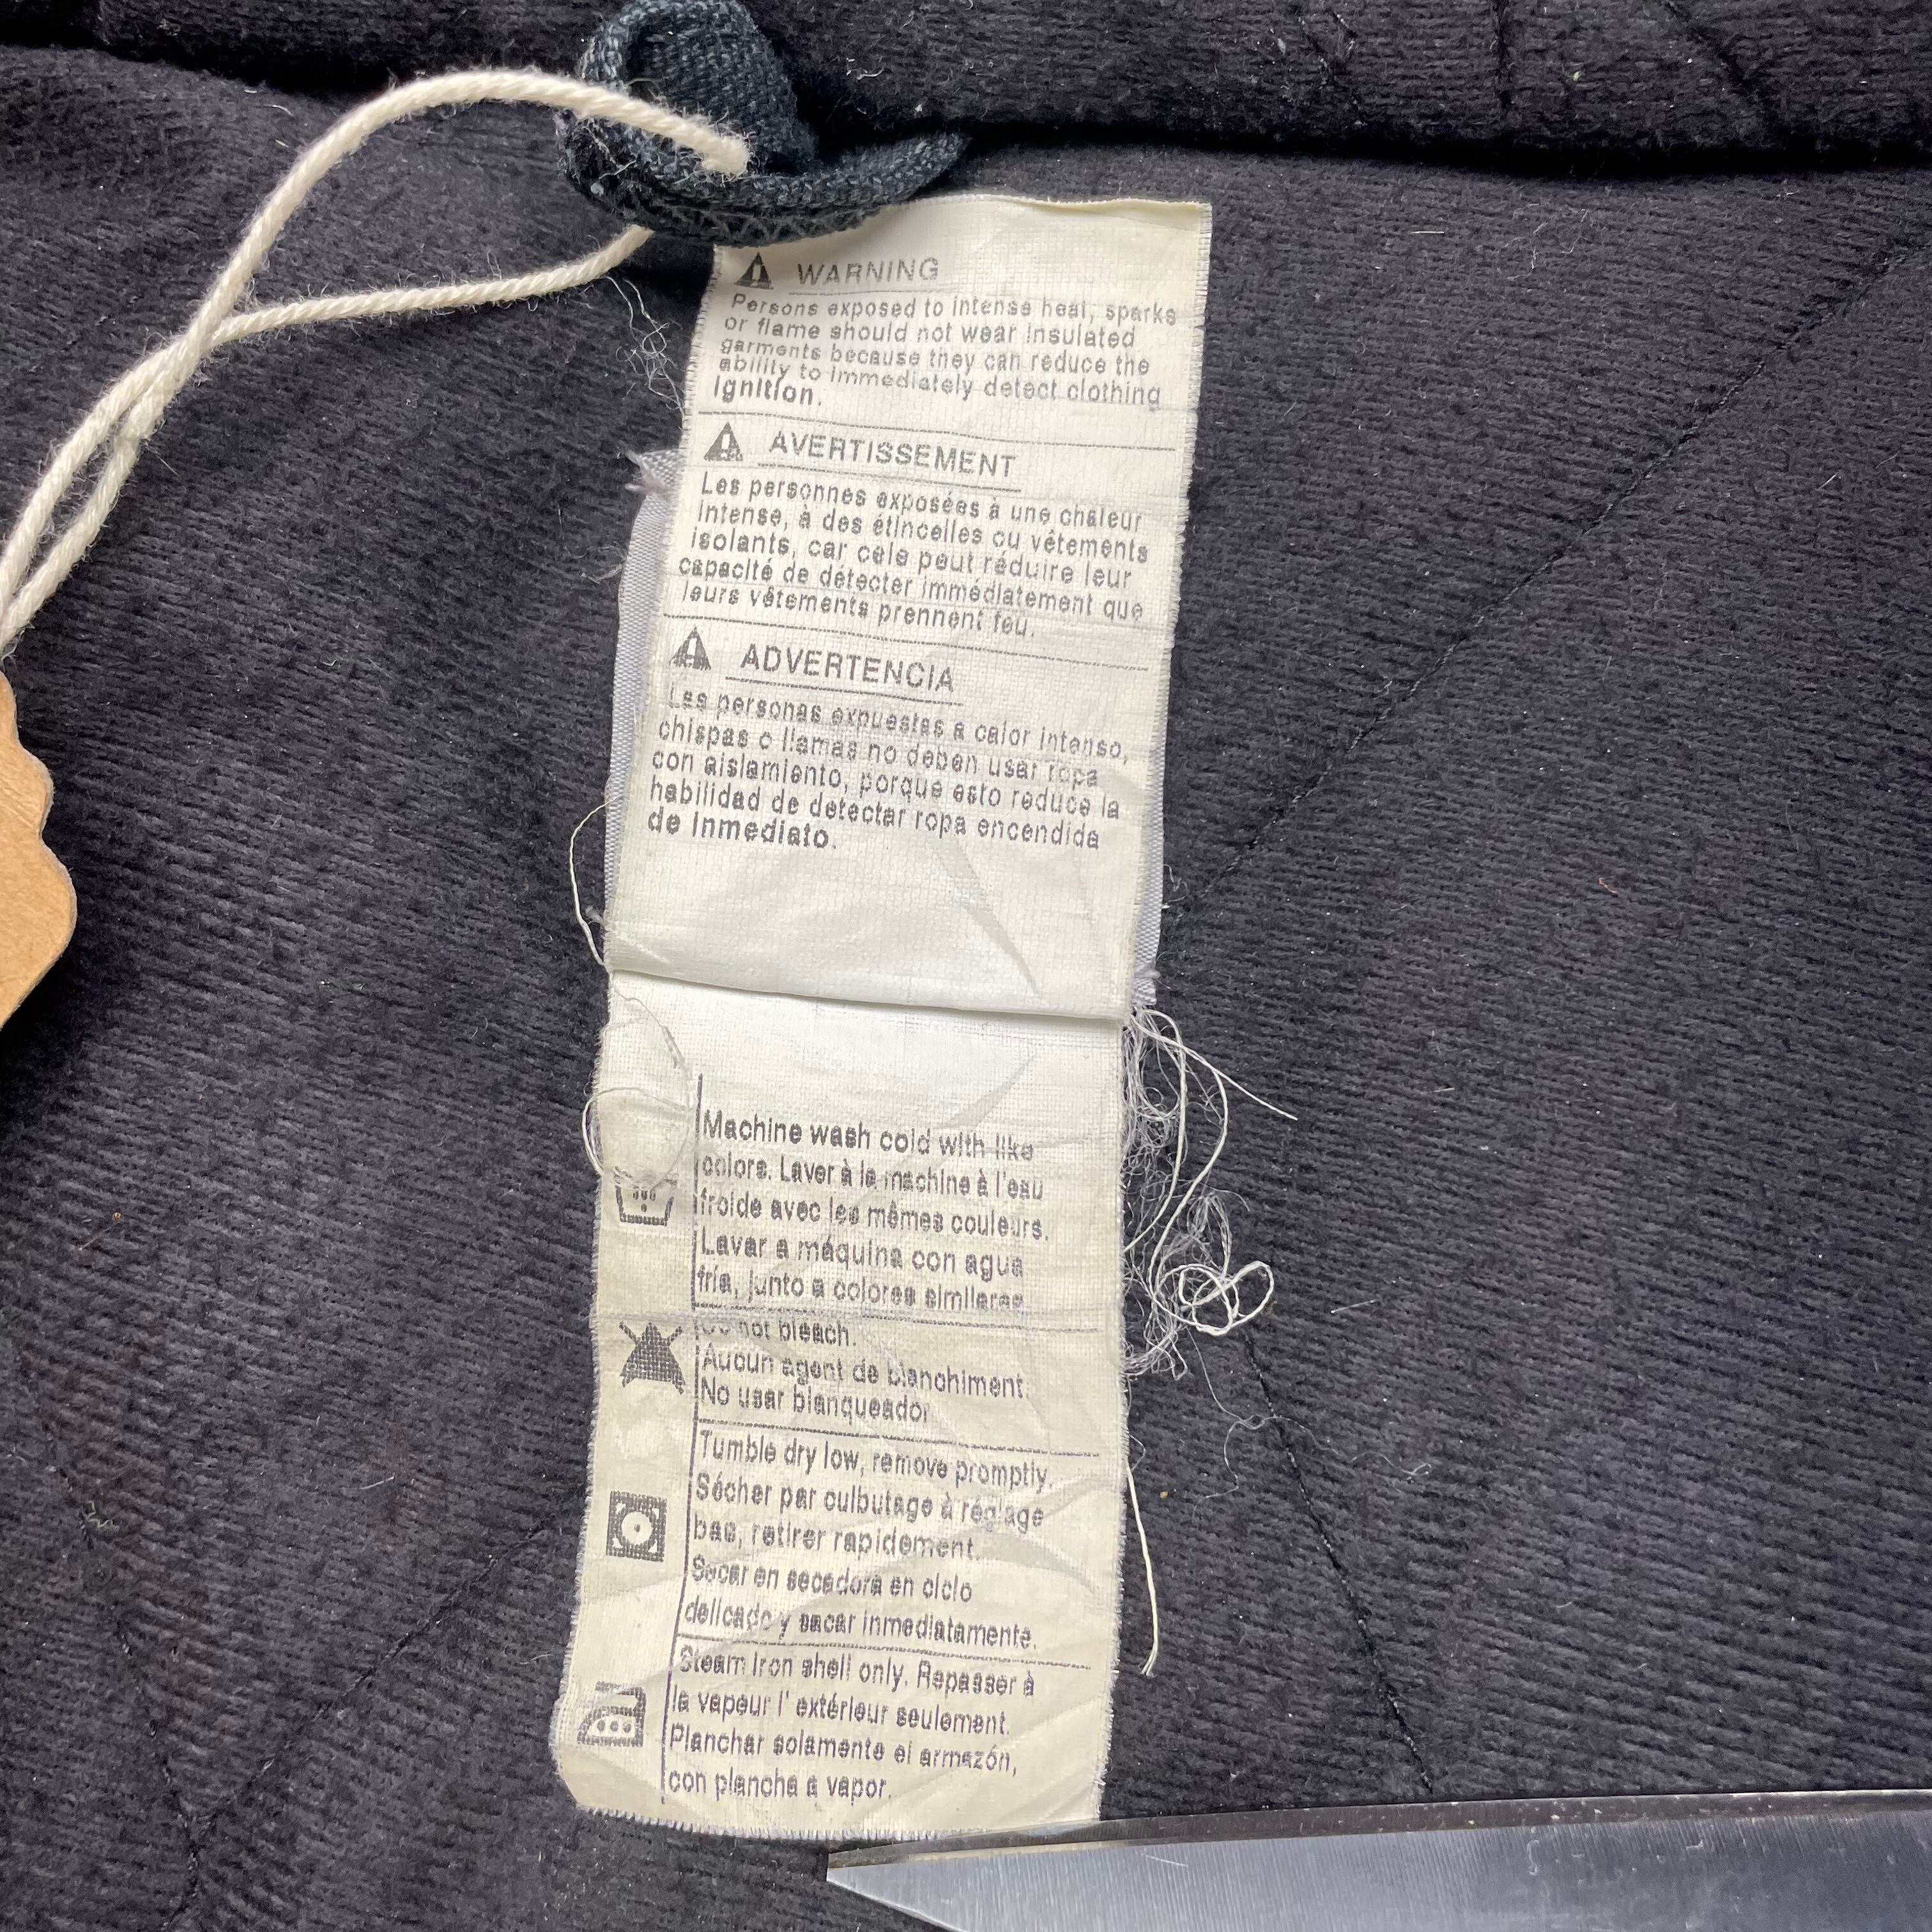 WARNING
Persons exposed to intense heat, sparks
or flame should not wear insulated
garments because they can reduce the
ability to immediately detect clothing
ignition.
AVERTISSEMENT
Les personnes exposées à une chaleur
intense, à des étincelles ou vêtements
isolants, car cela peut réduire leur
capacité de détecter immédiatement que
leurs vêtements prennent feu.
ADVERTENCIA
Las personas expuestas a calor intenso,
chispas o llamas no deben usar ropa
con aislamiento, porque esto reduce la
habilidad de detectar ropa encendida
de inmediato.
Machine wash cold with like
colors. Laver à la machine à l'eau
froide avec les mêmes couleurs.
Lavar a máquina con agua
fría, junto a colores similares
Do not bleach.
Aucun agent de blanchiment.
No usar blanqueador
Tumble dry low, remove promptly.
Sécher par culbutage à réglage
bas, retirer rapidement.
Secar en secadora en ciclo
delicado y sacar inmediatamente.
Steam iron shell only. Repasser à
la vapeur l' extérieur seulement.
Planchar solamente el armazón,
con plancha a vapor.